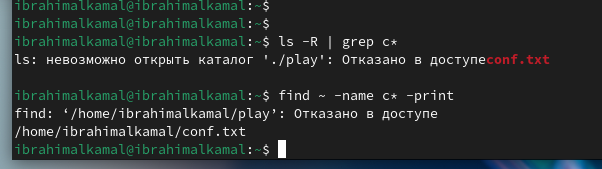 ibrahimalkamal@ibrahimalkamal:~$
ibrahimalkamal@ibrahimalkamal:~$
ibrahimalkamal@ibrahimalkamal:~$ ls -R | grep c*
ls: невозможно открыть каталог './play': Отказано в доступеconf.txt
ibrahimalkamal@ibrahimalkamal:~$ find ~ -name c* -print
find: ‘/home/ibrahimalkamal/play’: Отказано в доступе
/home/ibrahimalkamal/conf.txt
ibrahimalkamal@ibrahimalkamal:~$